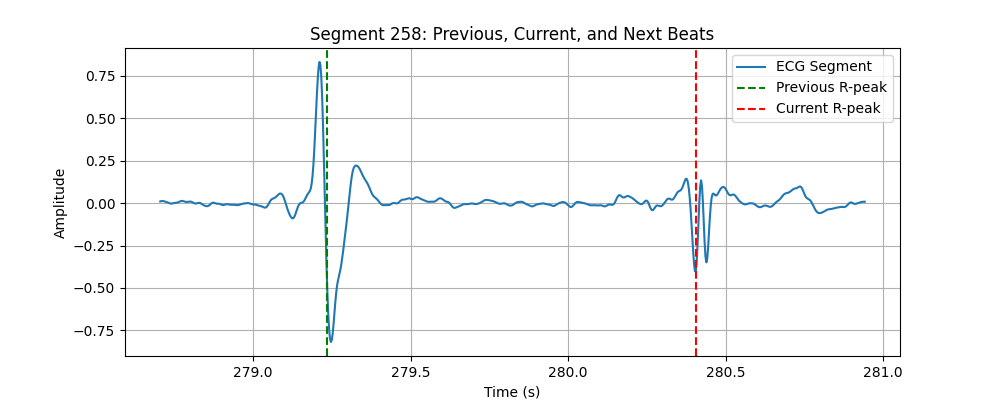 Segment 258: Previous, Current, and Next Beats
ECG Segment
Previous R-peak
Current R-peak
Amplitude
0.75
0.50
0.25
0.00
−0.25
−0.50
−0.75
279.0 279.5 280.0 280.5 281.0
Time (s)